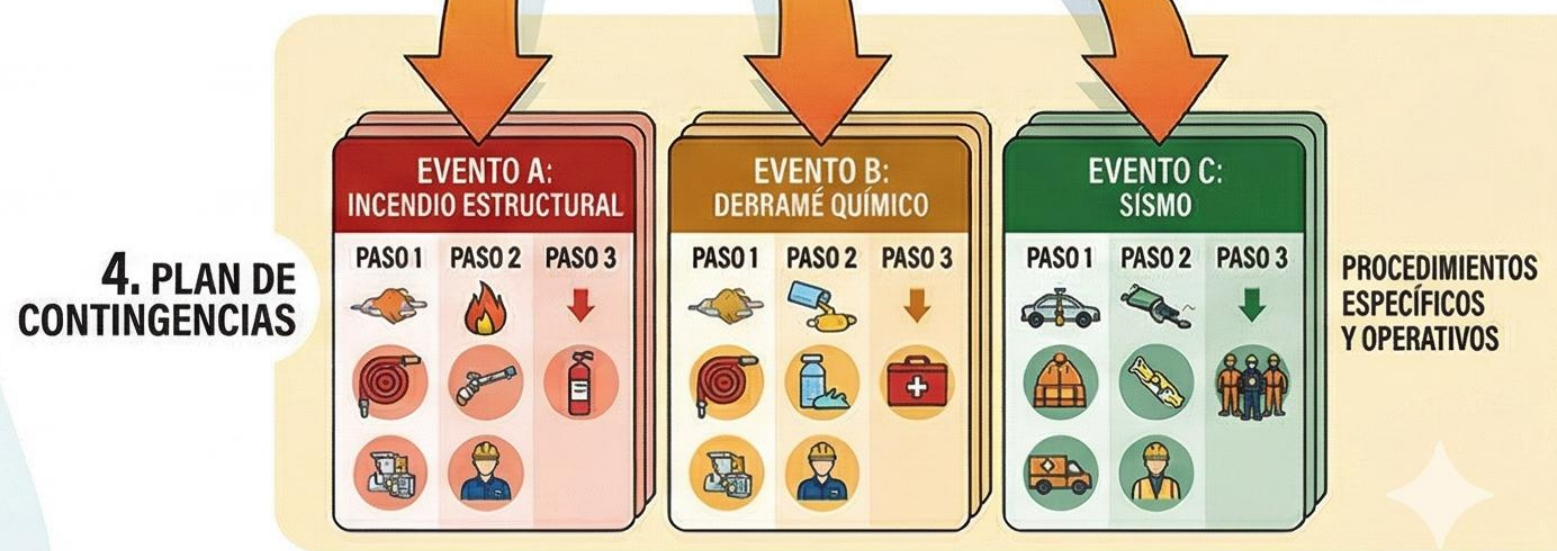 4. PLAN DE
CONTINGENCIAS
EVENTO A:
INCENDIO ESTRUCTURAL
PASO 1 PASO 2 PASO 3
EVENTO B:
DERRAMÉ QUÍMICO
PASO 1 PASO 2 PASO 3
EVENTO C:
SÍSMO
PASO 1 PASO 2 PASO 3
PROCEDIMIENTOS
ESPECÍFICOS
Y OPERATIVOS